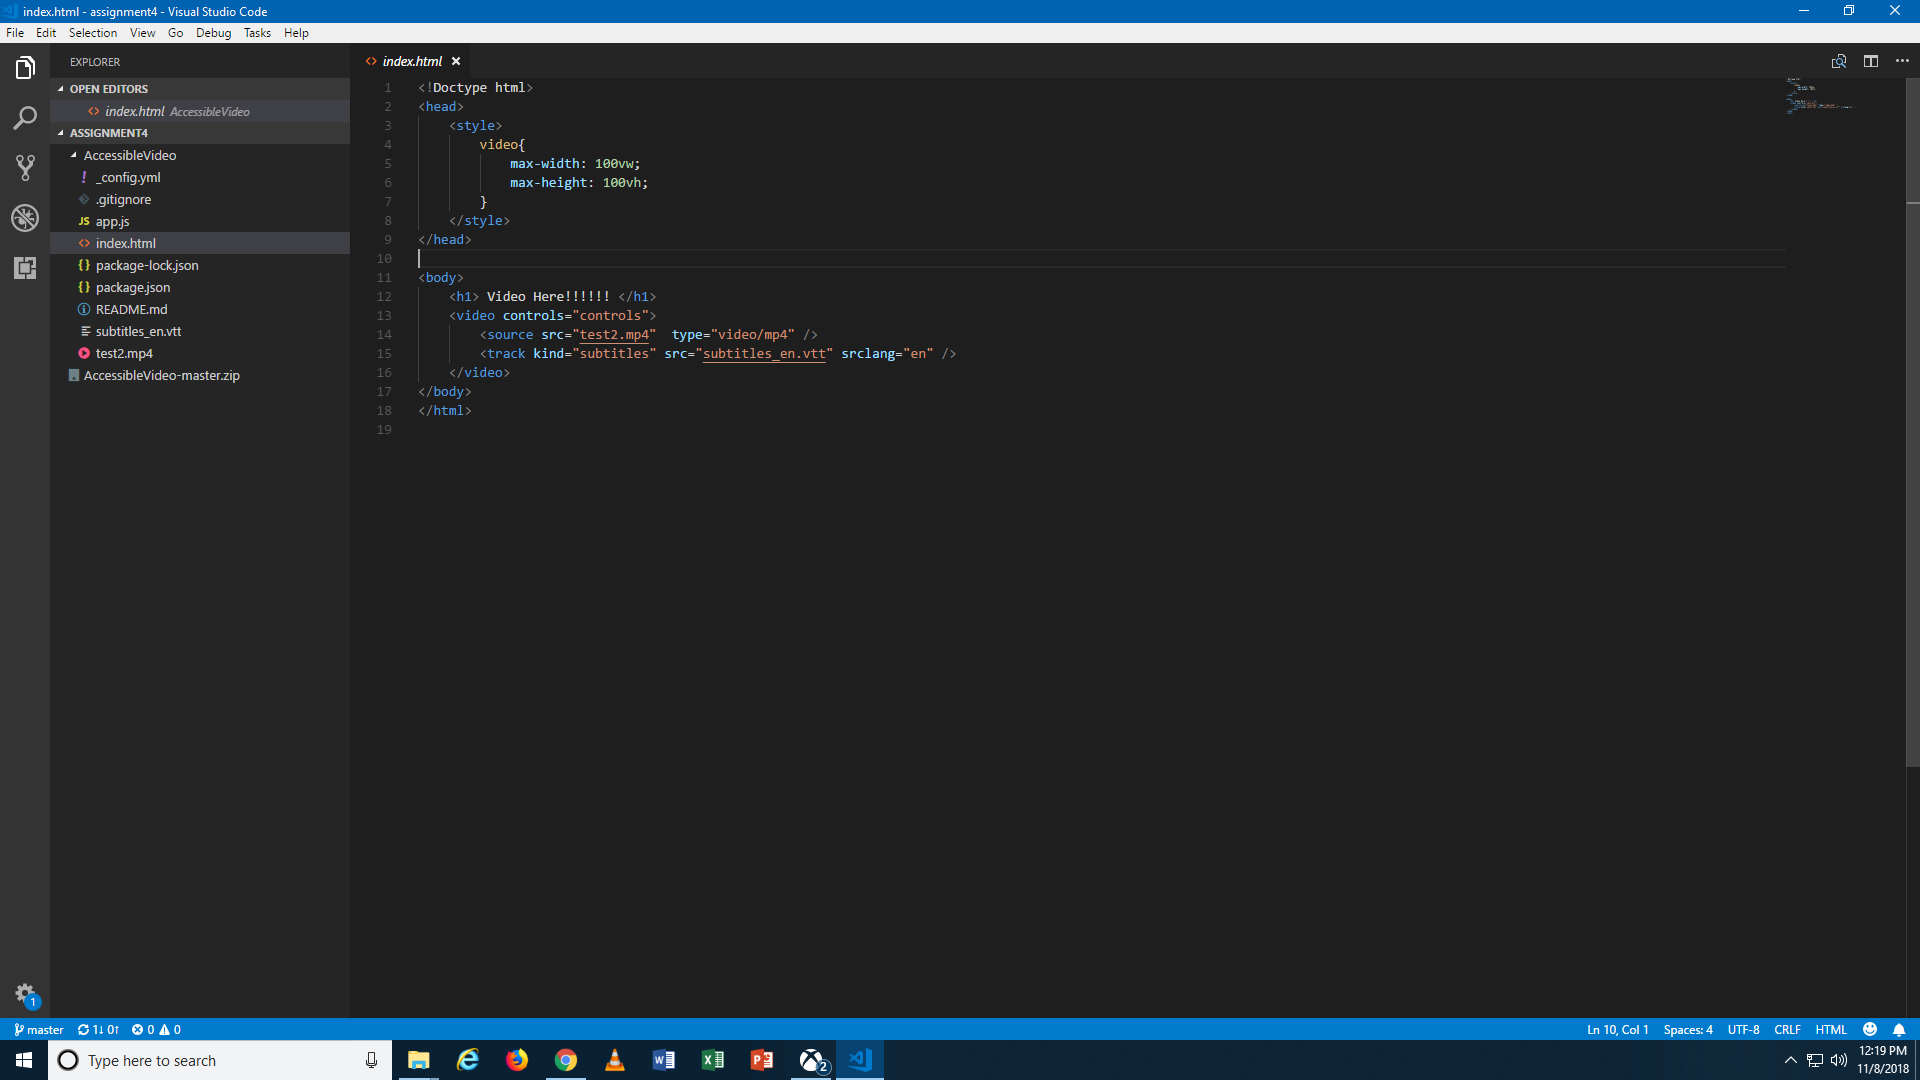 index.html - assignment4 - Visual Studio Code
File Edit Selection View Go Debug Tasks Help
EXPLORER
OPEN EDITORS
index.html AccessibleVideo
ASSIGNMENT4
AccessibleVideo
! _config.yml
.gitignore
JS app.js
<> index.html
{} package-lock.json
{} package.json
README.md
subtitles_en.vtt
test2.mp4
AccessibleVideo-master.zip
<> index.html
1 <!Doctype html>
2 <head>
3 <style>
4 video{
5 max-width: 100vw;
6 max-height: 100vh;
7 }
8 </style>
9 </head>
10
11 <body>
12 <h1> Video Here!!!!!! </h1>
13 <video controls="controls">
14 <source src="test2.mp4"  type="video/mp4" />
15 <track kind="subtitles" src="subtitles_en.vtt" srclang="en" />
16 </video>
17 </body>
18 </html>
19
1
master 1↓ 0↑ 0 0 Ln 10, Col 1 Spaces: 4 UTF-8 CRLF HTML
Type here to search
2
12:19 PM
11/8/2018